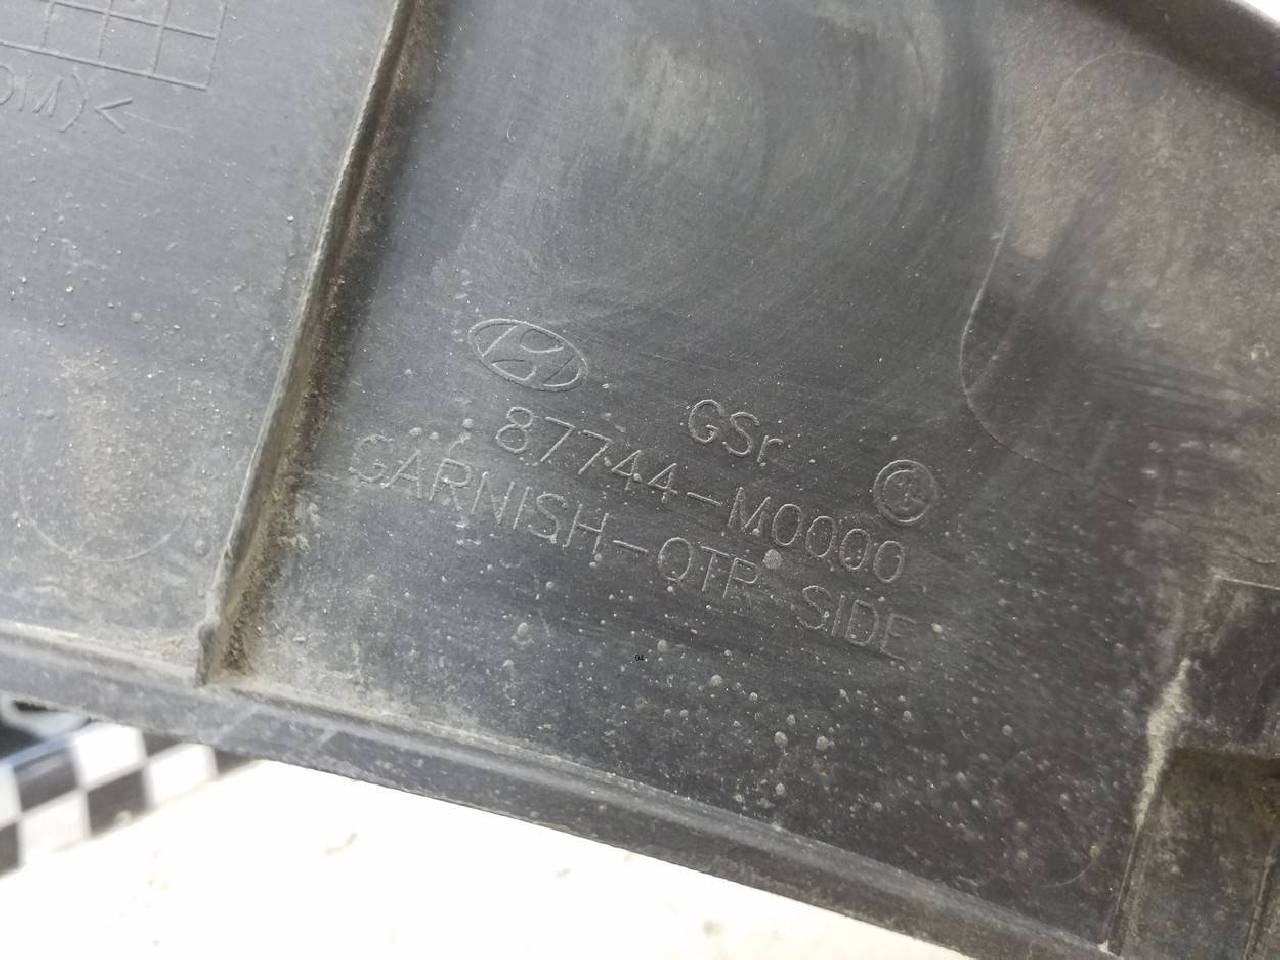 GSr
87744-M0000
GARNISH-QTR SIDE